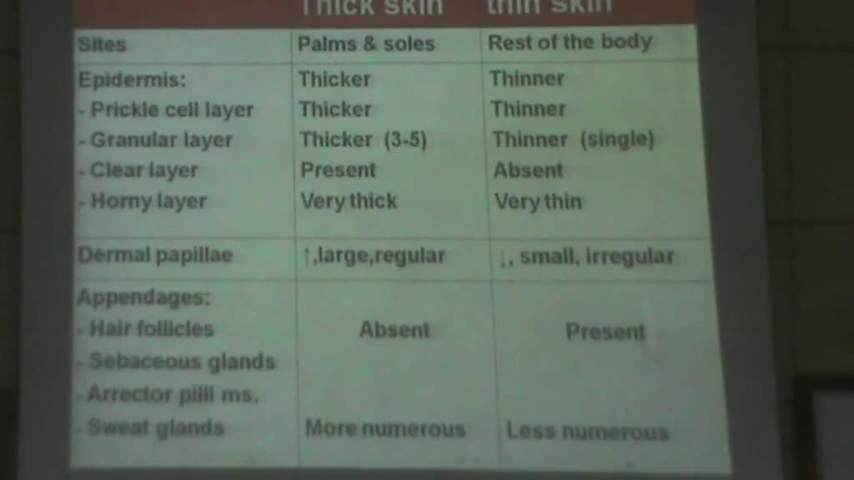 Thick skin thin skin
Sites Palms & soles Rest of the body
Epidermis: Thicker Thinner
- Prickle cell layer Thicker Thinner
- Granular layer Thicker (3-5) Thinner (single)
- Clear layer Present Absent
- Horny layer Very thick Very thin
Dermal papillae ↑,large,regular ↓, small, irregular
Appendages:
- Hair follicles Absent Present
- Sebaceous glands
- Arrector pilli ms.
- Sweat glands More numerous Less numerous